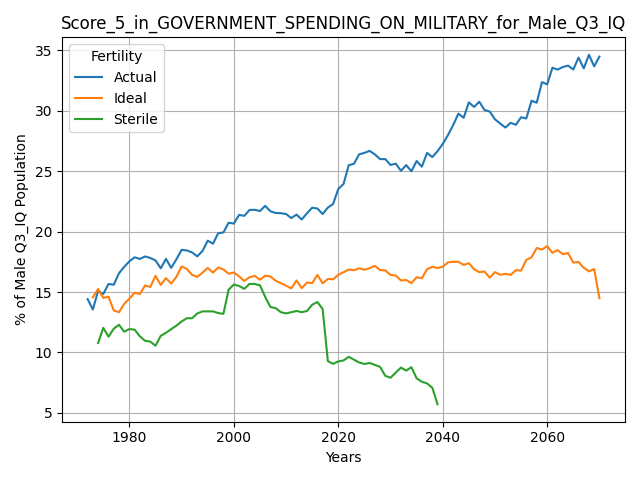 Score_5_in_GOVERNMENT_SPENDING_ON_MILITARY_for_Male_Q3_IQ
Fertility
Actual
Ideal
Sterile
% of Male Q3_IQ Population
35
30
25
20
15
10
5
1980 2000 2020 2040 2060
Years